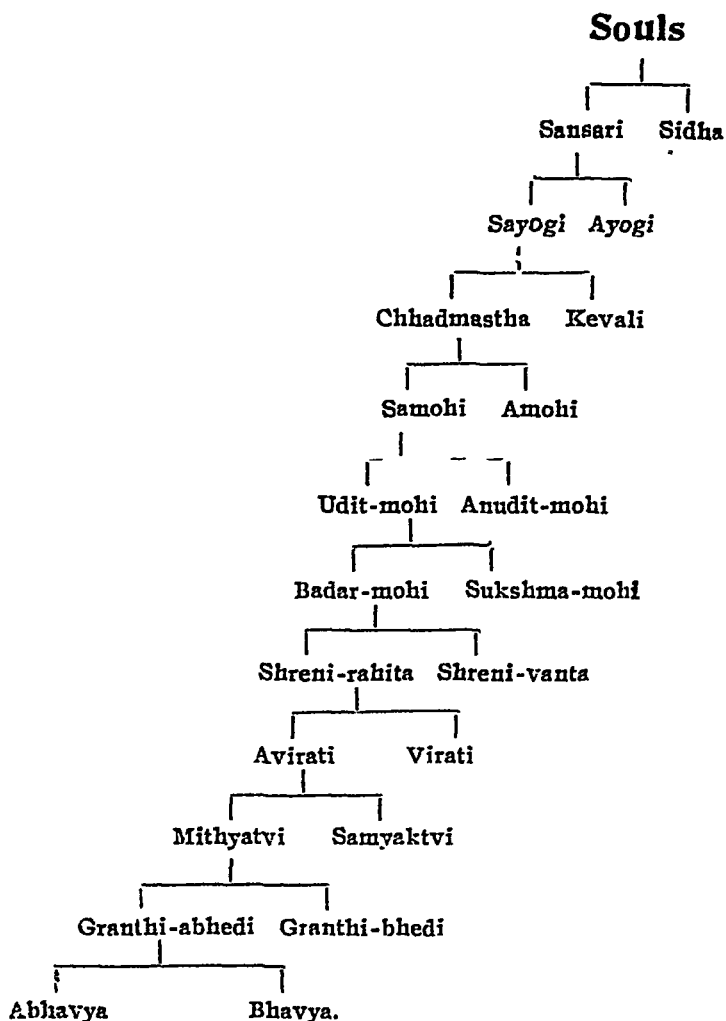 Souls
Sansari Sidha
Sayogi Ayogi
Chhadmastha Kevali
Samohi Amohi
Udit-mohi Anudit-mohi
Badar-mohi Sukshma-mohi
Shreni-rahita Shreni-vanta
Avirati Virati
Mithyatvi Samyaktvi
Granthi-abhedi Granthi-bhedi
Abhavya Bhavya.